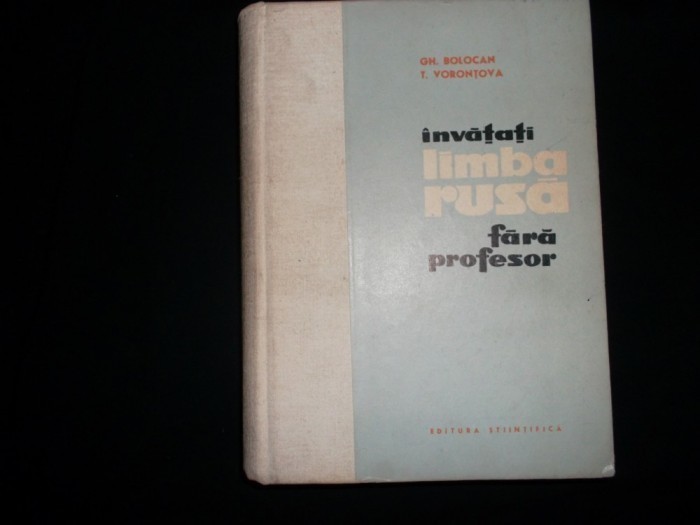 GH. BOLOCAN
T. VORONȚOVA
învățați
limba
rusă
fără
profesor
EDITURA ȘTIINȚIFICĂ